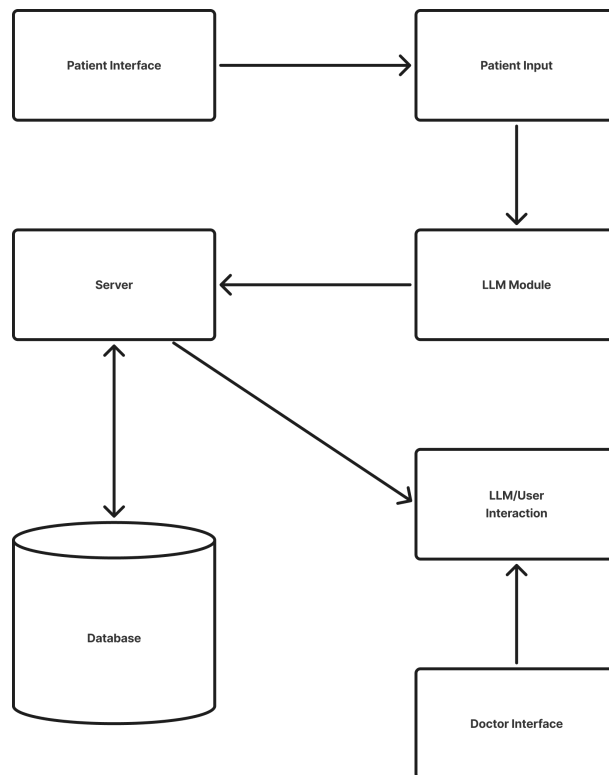 Patient Interface
Patient Input
Server
LLM Module
LLM/User
Interaction
Database
Doctor Interface